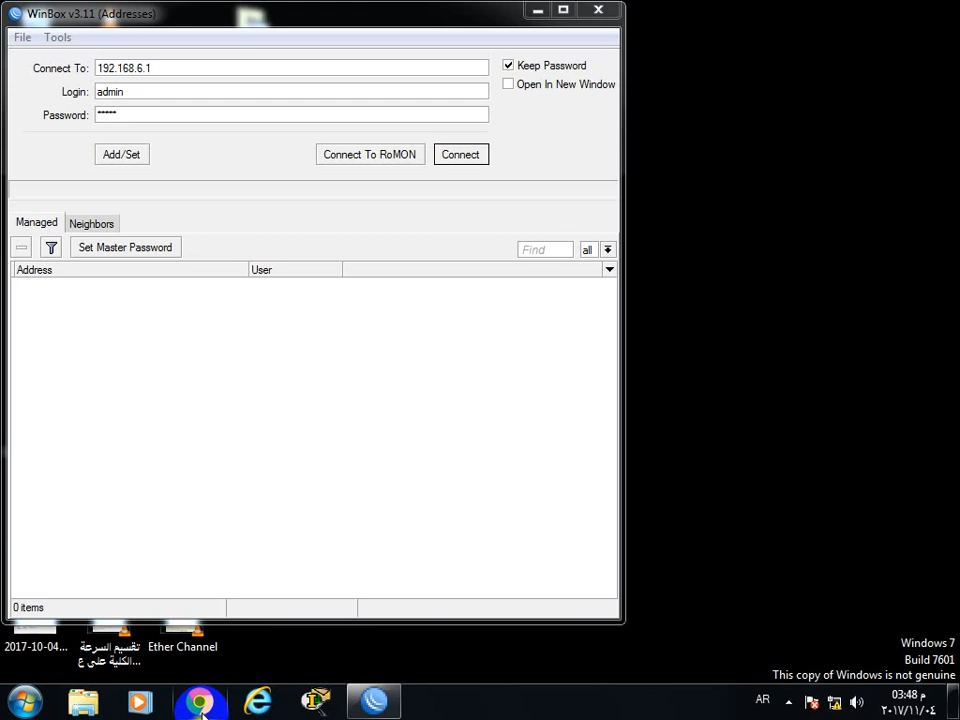 WinBox v3.11 (Addresses)
File Tools
Connect To: 192.168.6.1
Keep Password
Open In New Window
Login: admin
Password: *****
Add/Set Connect To RoMON Connect
Managed Neighbors
Set Master Password Find all
Address User
0 items
2017-10-04... تقسيم السرعة Ether Channel
الكلية على ع...
Windows 7
Build 7601
This copy of Windows is not genuine
AR 03:48 م
٢٠١٧/١١/٠٤